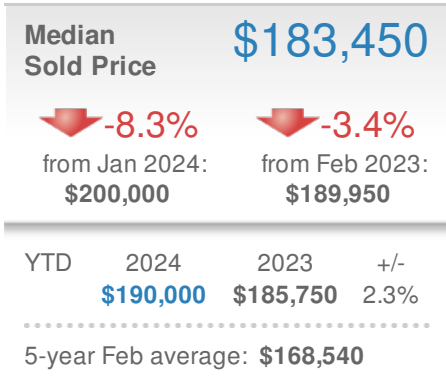 Median
Sold Price
$183,450
-8.3%
from Jan 2024:
$200,000
-3.4%
from Feb 2023:
$189,950
YTD 2024 2023 +/-
$190,000 $185,750 2.3%
5-year Feb average: $168,540